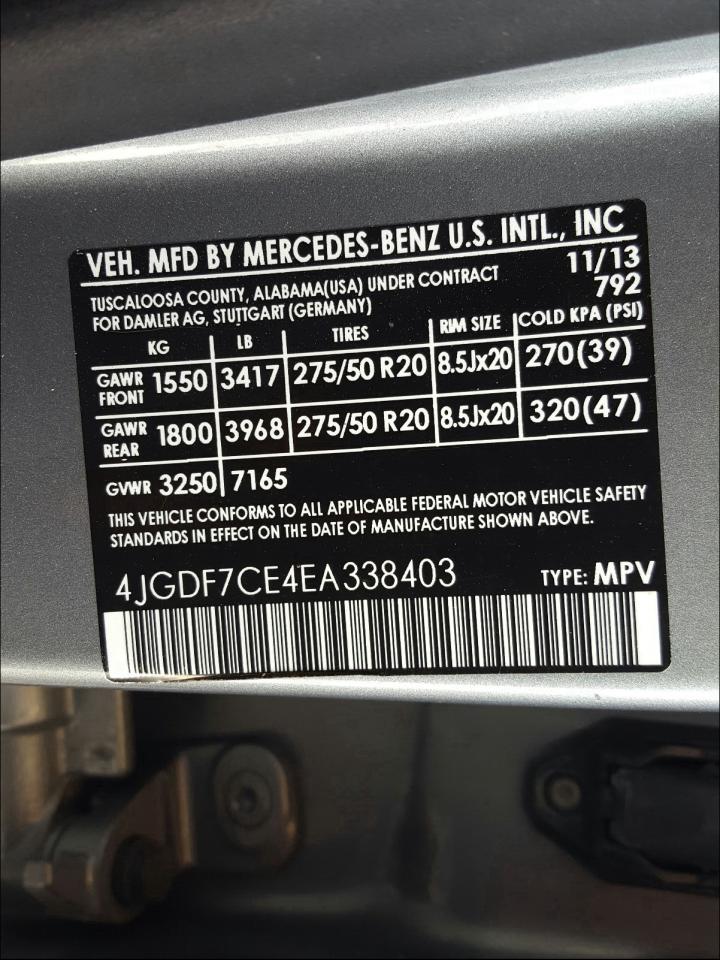 VEH. MFD BY MERCEDES-BENZ U.S. INTL., INC
TUSCALOOSA COUNTY, ALABAMA(USA) UNDER CONTRACT 11/13
FOR DAMLER AG, STUTTGART (GERMANY) 792
KG LB TIRES RIM SIZE COLD KPA (PSI)
GAWR FRONT 1550 3417 275/50 R20 8.5Jx20 270(39)
GAWR REAR 1800 3968 275/50 R20 8.5Jx20 320(47)
GVWR 3250 7165
THIS VEHICLE CONFORMS TO ALL APPLICABLE FEDERAL MOTOR VEHICLE SAFETY
STANDARDS IN EFFECT ON THE DATE OF MANUFACTURE SHOWN ABOVE.
4JGDF7CE4EA338403 TYPE: MPV